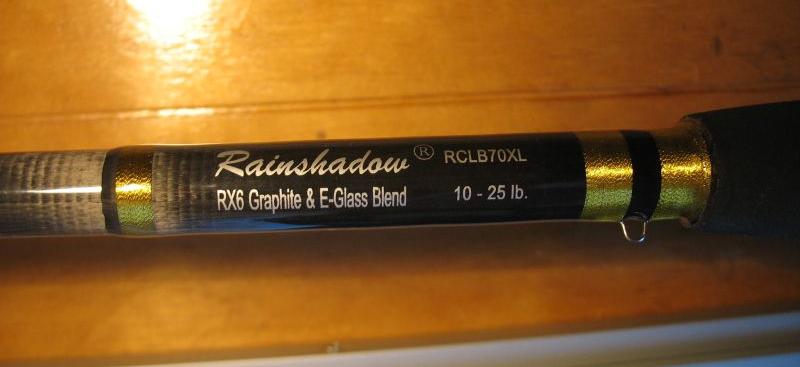 Rainshadow® RCLB70XL
RX6 Graphite & E-Glass Blend 10 - 25 lb.